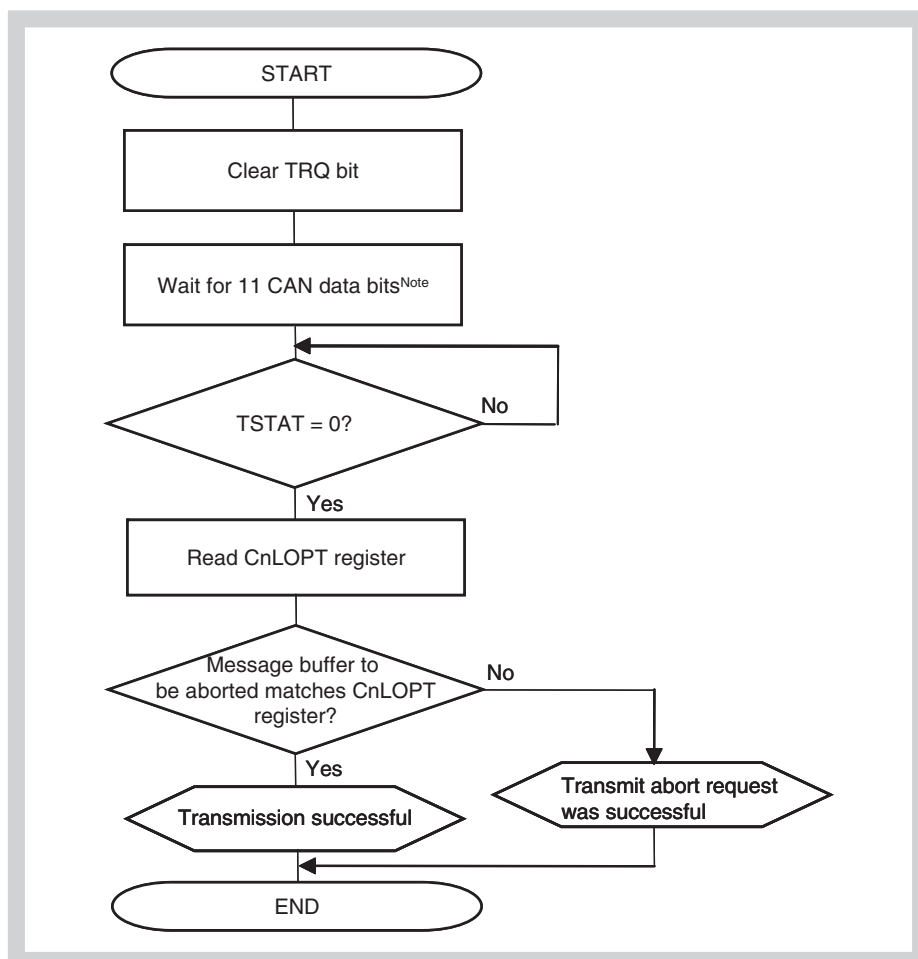 START
Clear TRQ bit
Wait for 11 CAN data bitsNote
TSTAT = 0?
No
Yes
Read CnLOPT register
Message buffer to
be aborted matches CnLOPT
register?
No
Yes
Transmission successful
Transmit abort request
was successful
END